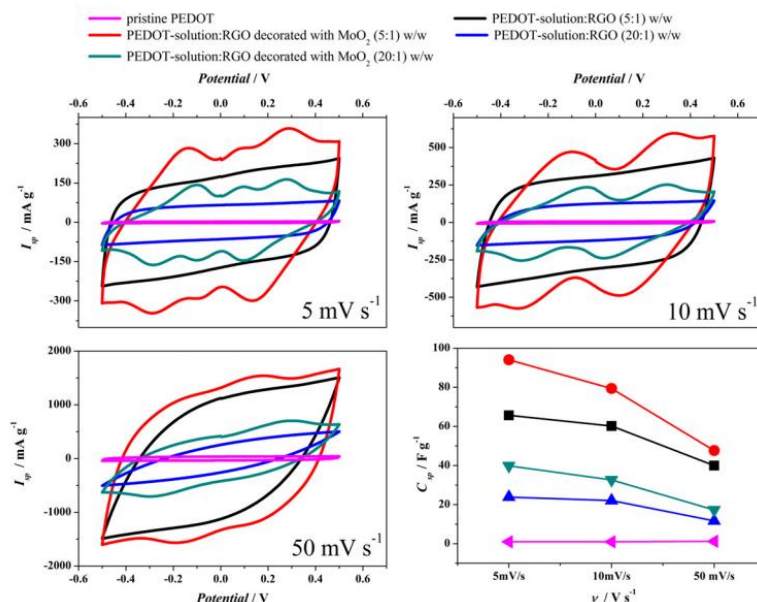 pristine PEDOT
PEDOT-solution:RGO (5:1) w/w
PEDOT-solution:RGO decorated with MoO₂ (5:1) w/w
PEDOT-solution:RGO (20:1) w/w
PEDOT-solution:RGO decorated with MoO₂ (20:1) w/w
Potential / V
-0.6 -0.4 -0.2 0.0 0.2 0.4 0.6
300
150
0
-150
-300
I sp / mA g⁻¹
5 mV s⁻¹
Potential / V
-0.6 -0.4 -0.2 0.0 0.2 0.4 0.6
500
250
0
-250
-500
I sp / mA g⁻¹
10 mV s⁻¹
2000
1000
0
-1000
-2000
I sp / mA g⁻¹
50 mV s⁻¹
-0.6 -0.4 -0.2 0.0 0.2 0.4 0.6
Potential / V
100
80
60
40
20
0
C sp / F g⁻¹
5mV/s 10mV/s 50 mV/s
ν / V s⁻¹